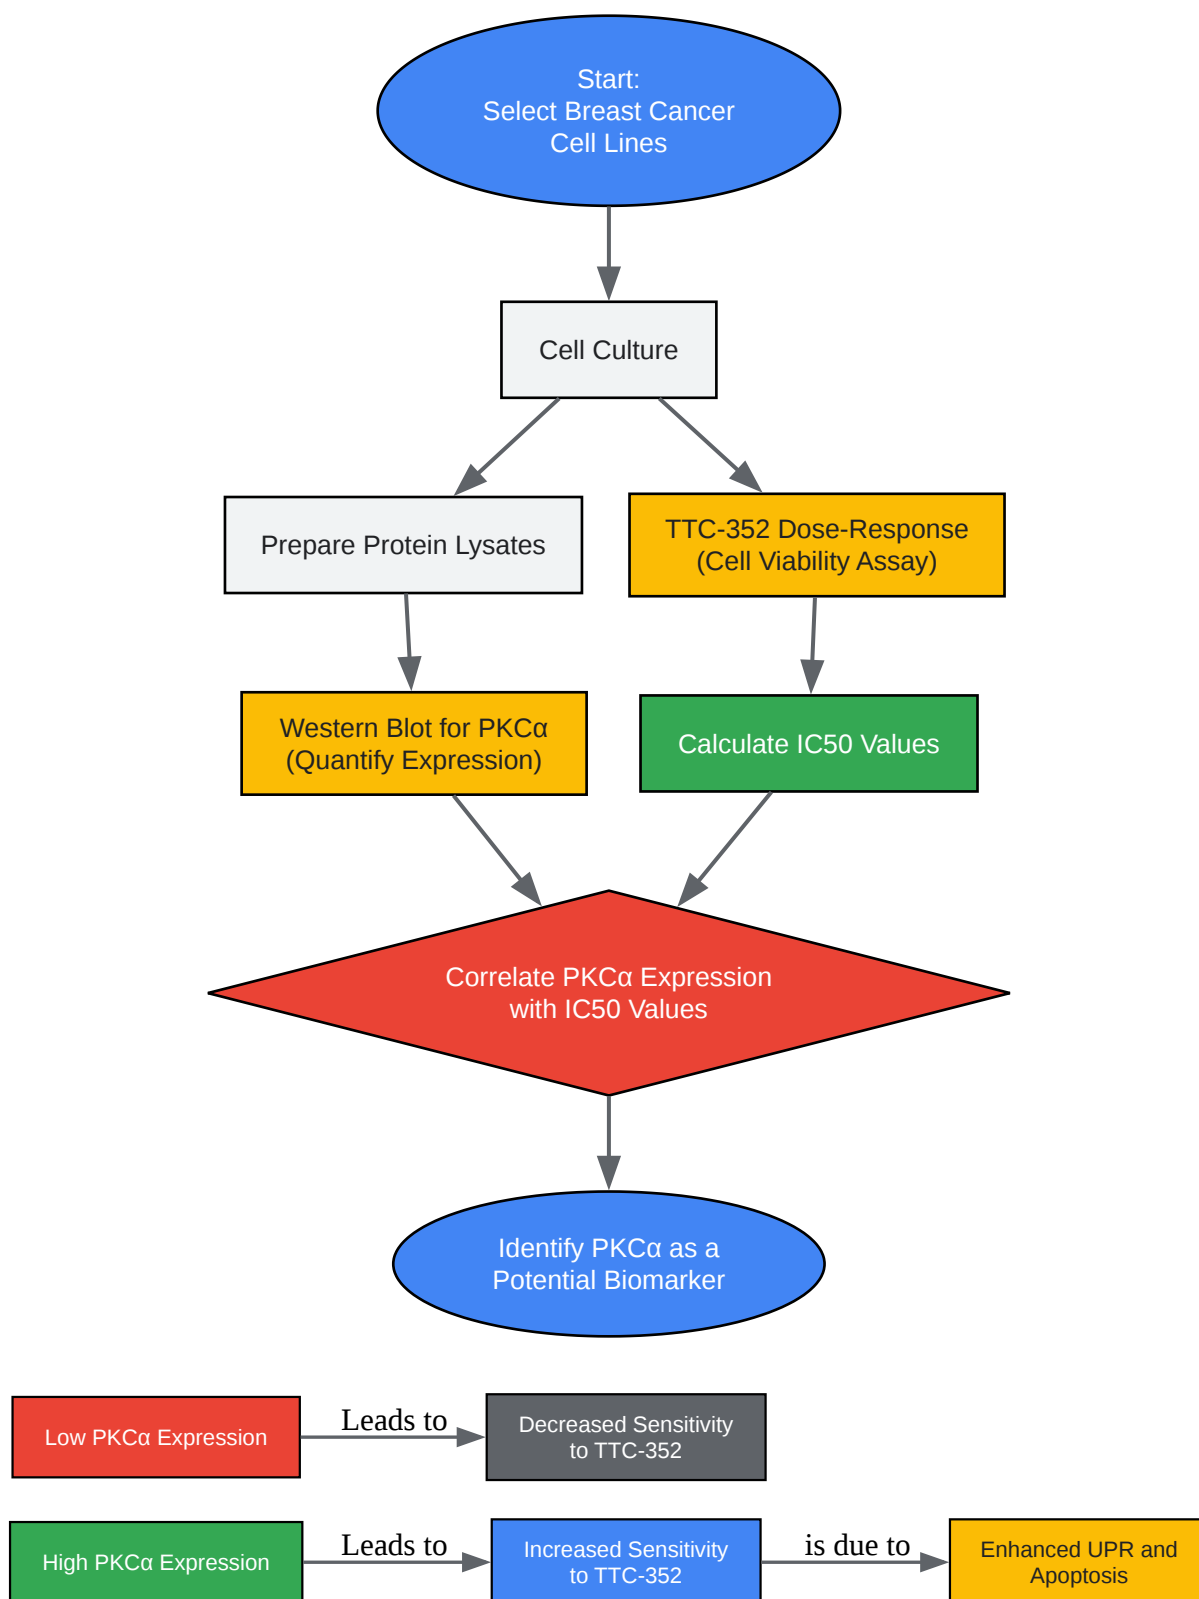 Start:
Select Breast Cancer
Cell Lines
Cell Culture
Prepare Protein Lysates
TTC-352 Dose-Response
(Cell Viability Assay)
Western Blot for PKCα
(Quantify Expression)
Calculate IC50 Values
Correlate PKCα Expression
with IC50 Values
Identify PKCα as a
Potential Biomarker
Low PKCα Expression
Leads to
Decreased Sensitivity
to TTC-352
High PKCα Expression
Leads to
Increased Sensitivity
to TTC-352
is due to
Enhanced UPR and
Apoptosis